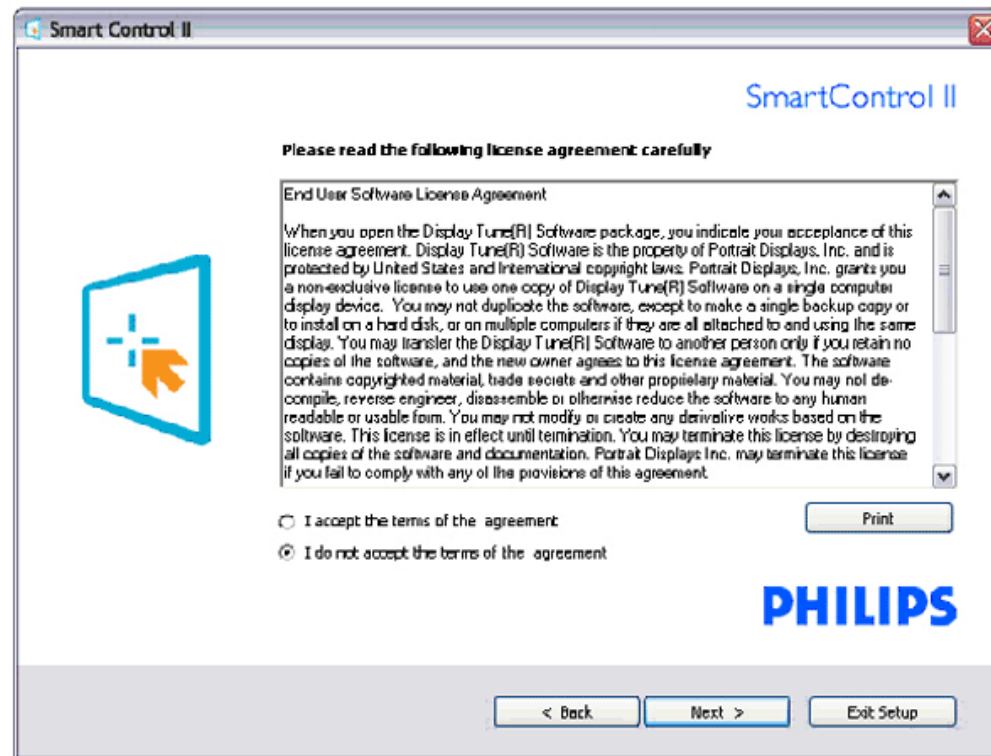 Smart Control II
SmartControl II
Please read the following license agreement carefully
End User Software License Agreement
When you open the Display Tune(R) Software package, you indicate your acceptance of this
license agreement. Display Tune(R) Software is the property of Portrait Displays, Inc. and is
protected by United States and International copyright laws. Portrait Displays, Inc. grants you
a non-exclusive license to use one copy of Display Tune(R) Software on a single computer
display device. You may not duplicate the software, except to make a single backup copy or
to install on a hard disk, or on multiple computers if they are all attached to and using the same
display. You may transfer the Display Tune(R) Software to another person only if you retain no
copies of the software, and the new owner agrees to this license agreement. The software
contains copyrighted material, trade secrets and other proprietary material. You may not de-
compile, reverse engineer, disassemble or otherwise reduce the software to any human
readable or usable form. You may not modify or create any derivative works based on the
software. This license is in effect until termination. You may terminate this license by destroying
all copies of the software and documentation. Portrait Displays Inc. may terminate this license
if you fail to comply with any of the provisions of this agreement.
I accept the terms of the agreement
Print
I do not accept the terms of the agreement
PHILIPS
< Back
Next >
Exit Setup